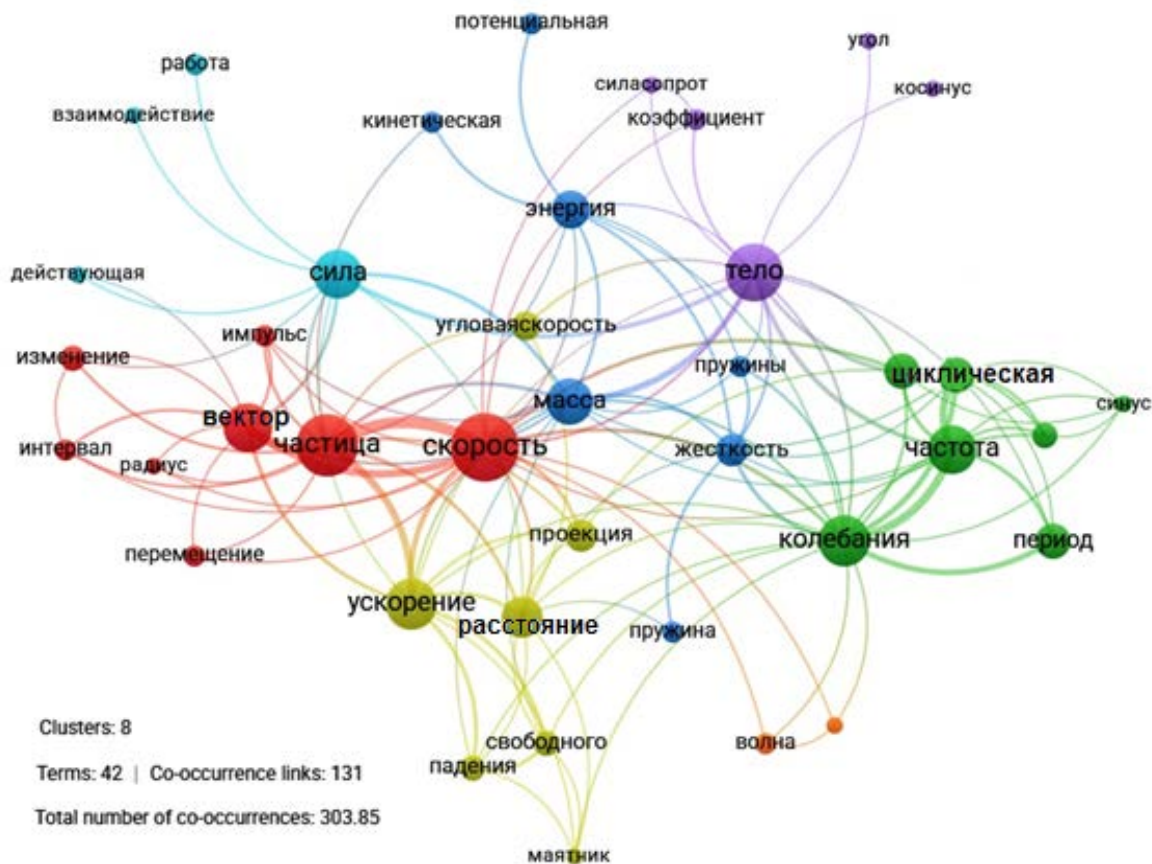 потенциальная
угол
работа
силасопрот
косинус
взаимодействие
кинетическая
коэффициент
энергия
действующая
сила
тело
импульс
угловаяскорость
изменение
пружины
циклическая
вектор
масса
синус
интервал
частица
скорость
жесткость
частота
радиус
перемещение
проекция
колебания
период
ускорение
расстояние
пружина
Clusters: 8
свободного
волна
падения
Terms: 42 | Co-occurrence links: 131
Total number of co-occurrences: 303.85
маятник